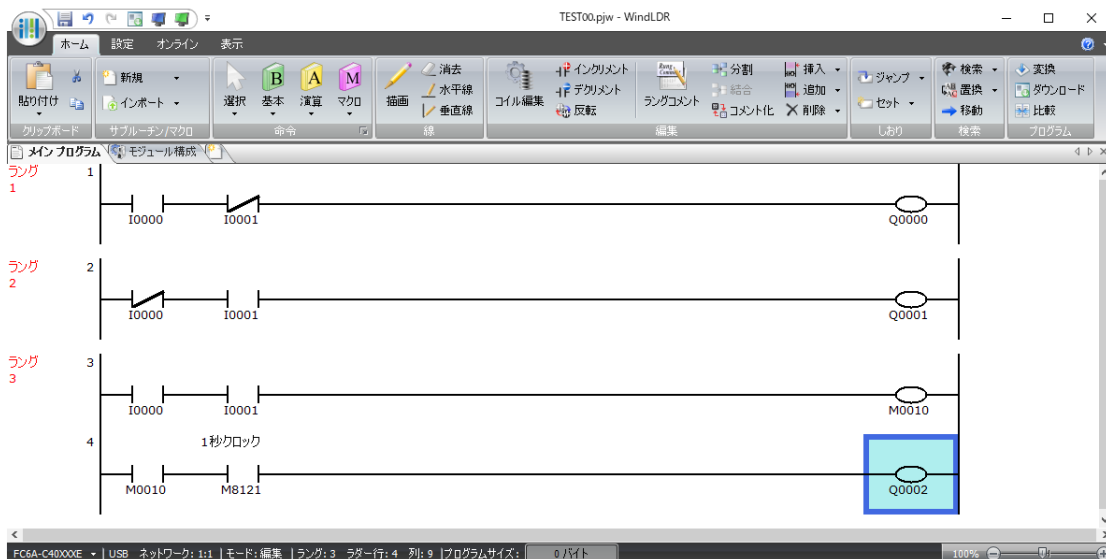 TEST00.pjw - WindLDR
ホーム 設定 オンライン 表示
貼り付け
新規
インポート
選択 B 基本 A 演算 M マクロ
描画
消去
水平線
垂直線
コイル編集
インクリメント
デクリメント
反転
ラングコメント
分割
結合
コメント化
挿入
追加
削除
ジャンプ
セット
検索
置換
移動
変換
ダウンロード
比較
クリップボード サブルーチン/マクロ 命令 線 編集 しおり 検索 プログラム
メイン プログラム モジュール構成
ラング 1
1
I0000 I0001 Q0000
ラング 2
2
I0000 I0001 Q0001
ラング 3
3
I0000 I0001 M0010
4 1秒クロック
M0010 M8121 Q0002
FC6A-C40XXXE | USB ネットワーク: 1:1 | モード: 編集 | ラング: 3 ラダー行: 4 列: 9 | プログラムサイズ: 0 バイト 100%